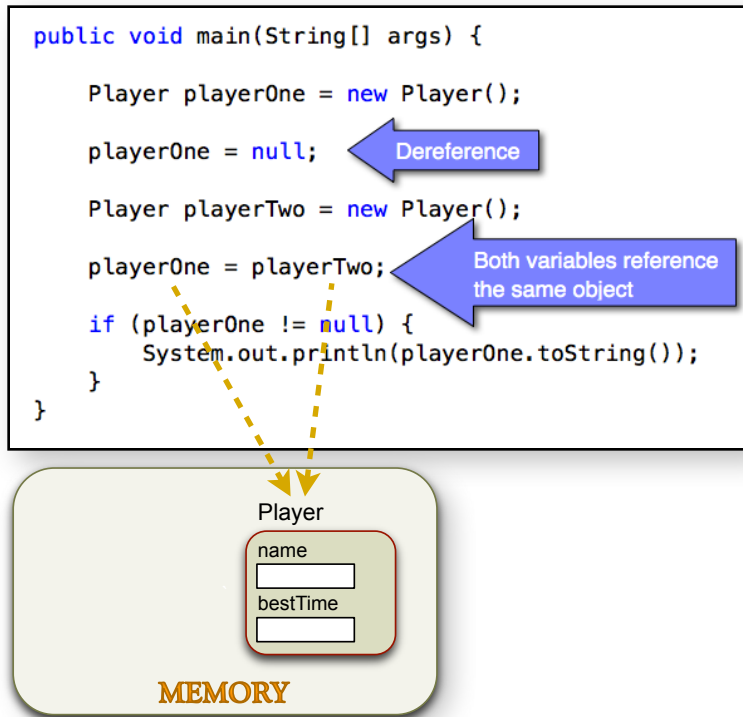 public void main(String[] args) {
Player playerOne = new Player();
playerOne = null;
Dereference
Player playerTwo = new Player();
playerOne = playerTwo;
Both variables reference
the same object
if (playerOne != null) {
System.out.println(playerOne.toString());
}
}
Player
name
bestTime
MEMORY